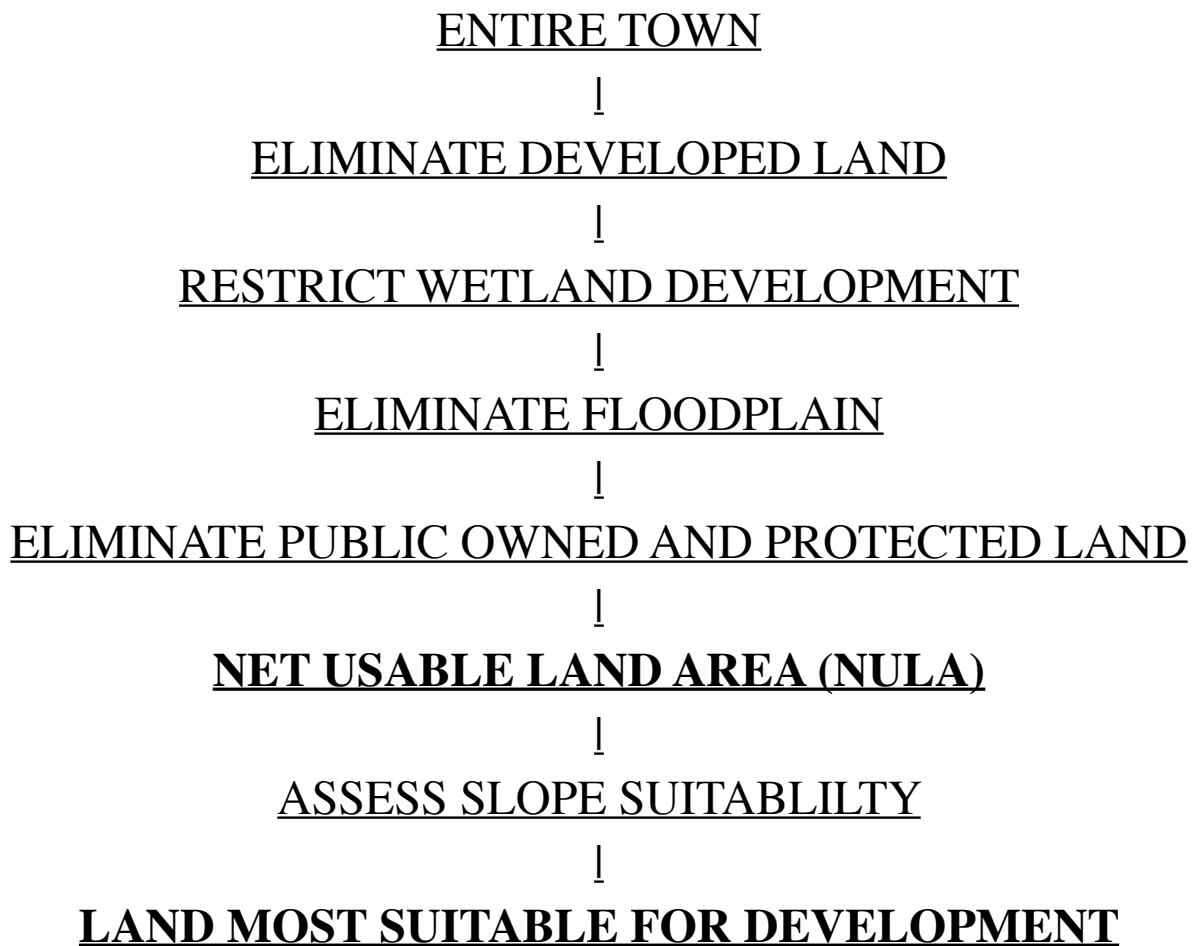 ENTIRE TOWN
|
ELIMINATE DEVELOPED LAND
|
RESTRICT WETLAND DEVELOPMENT
|
ELIMINATE FLOODPLAIN
|
ELIMINATE PUBLIC OWNED AND PROTECTED LAND
|
NET USABLE LAND AREA (NULA)
|
ASSESS SLOPE SUITABLILTY
|
LAND MOST SUITABLE FOR DEVELOPMENT